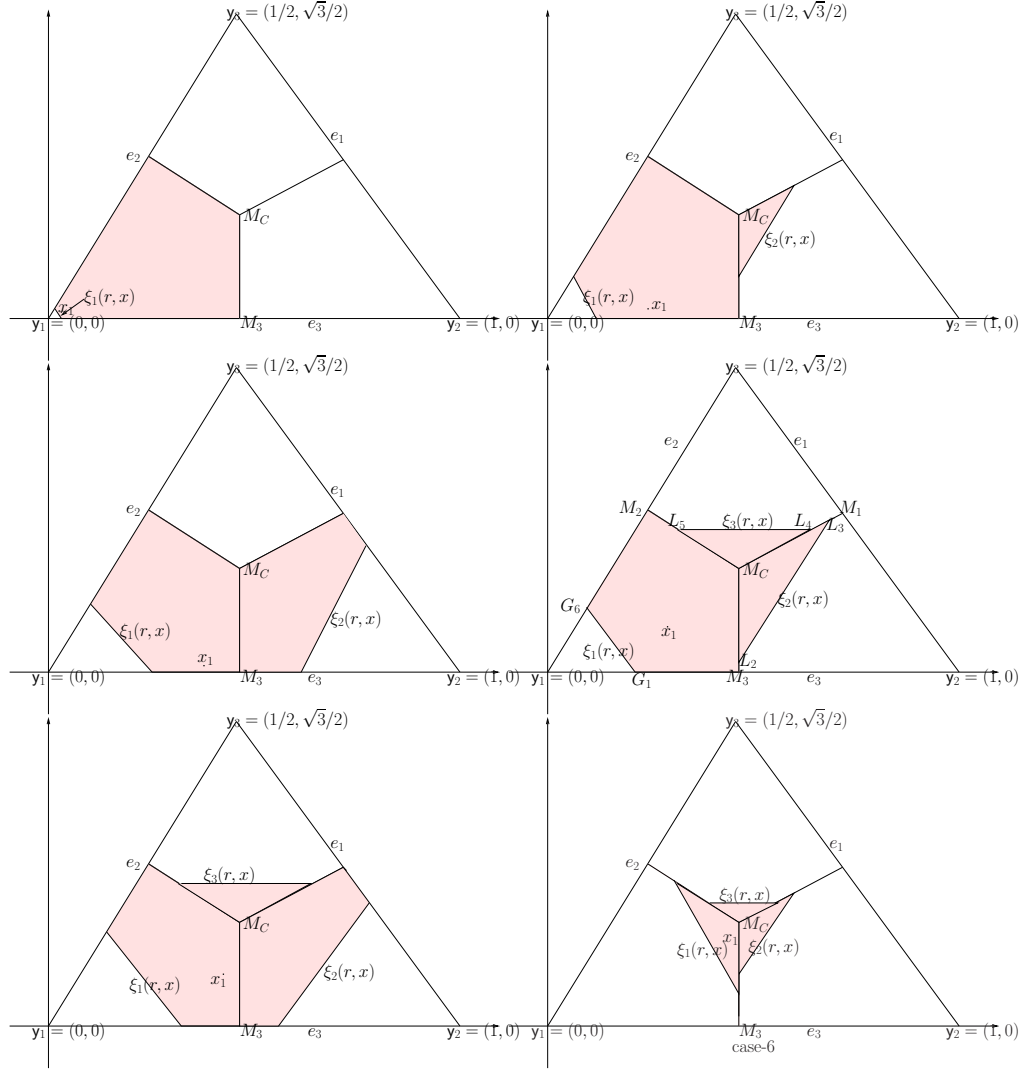 y₃ = (1/2, √3/2)
e₁
e₂
M_C
ξ₁(r, x)
x₁
y₁ = (0, 0)
M₃
e₃
y₂ = (1, 0)
y₃ = (1/2, √3/2)
e₁
e₂
M_C
ξ₂(r, x)
ξ₁(r, x)
x₁
y₁ = (0, 0)
M₃
e₃
y₂ = (1, 0)
y₃ = (1/2, √3/2)
e₁
e₂
M_C
ξ₁(r, x)
ξ₂(r, x)
x₁
y₁ = (0, 0)
M₃
e₃
y₂ = (1, 0)
y₃ = (1/2, √3/2)
e₂
e₁
M₂
M₁
L₅
ξ₃(r, x)
L₄
L₃
M_C
G₆
ξ₂(r, x)
x₁
ξ₁(r, x)
L₂
y₁ = (0, 0)
G₁
M₃
e₃
y₂ = (1, 0)
y₃ = (1/2, √3/2)
e₁
e₂
ξ₃(r, x)
M_C
ξ₁(r, x)
x₁
ξ₂(r, x)
y₁ = (0, 0)
M₃
e₃
y₂ = (1, 0)
y₃ = (1/2, √3/2)
e₁
e₂
ξ₃(r, x)
M_C
x₁
ξ₁(r, x)
ξ₂(r, x)
y₁ = (0, 0)
M₃
e₃
y₂ = (1, 0)
case-6